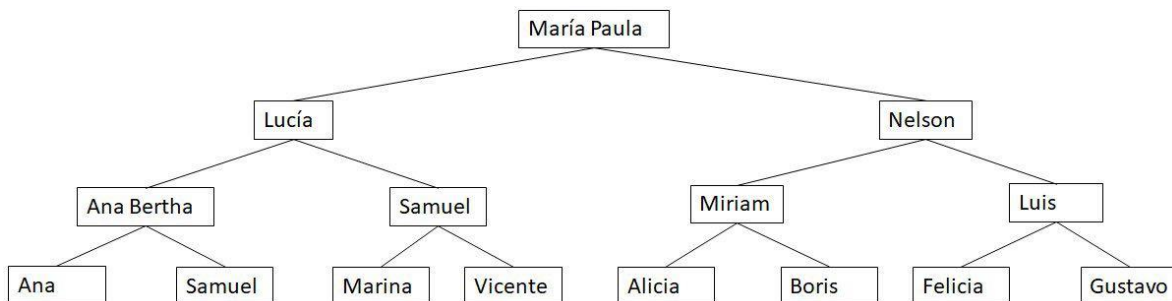 María Paula
Lucía
Nelson
Ana Bertha
Samuel
Miriam
Luis
Ana
Samuel
Marina
Vicente
Alicia
Boris
Felicia
Gustavo